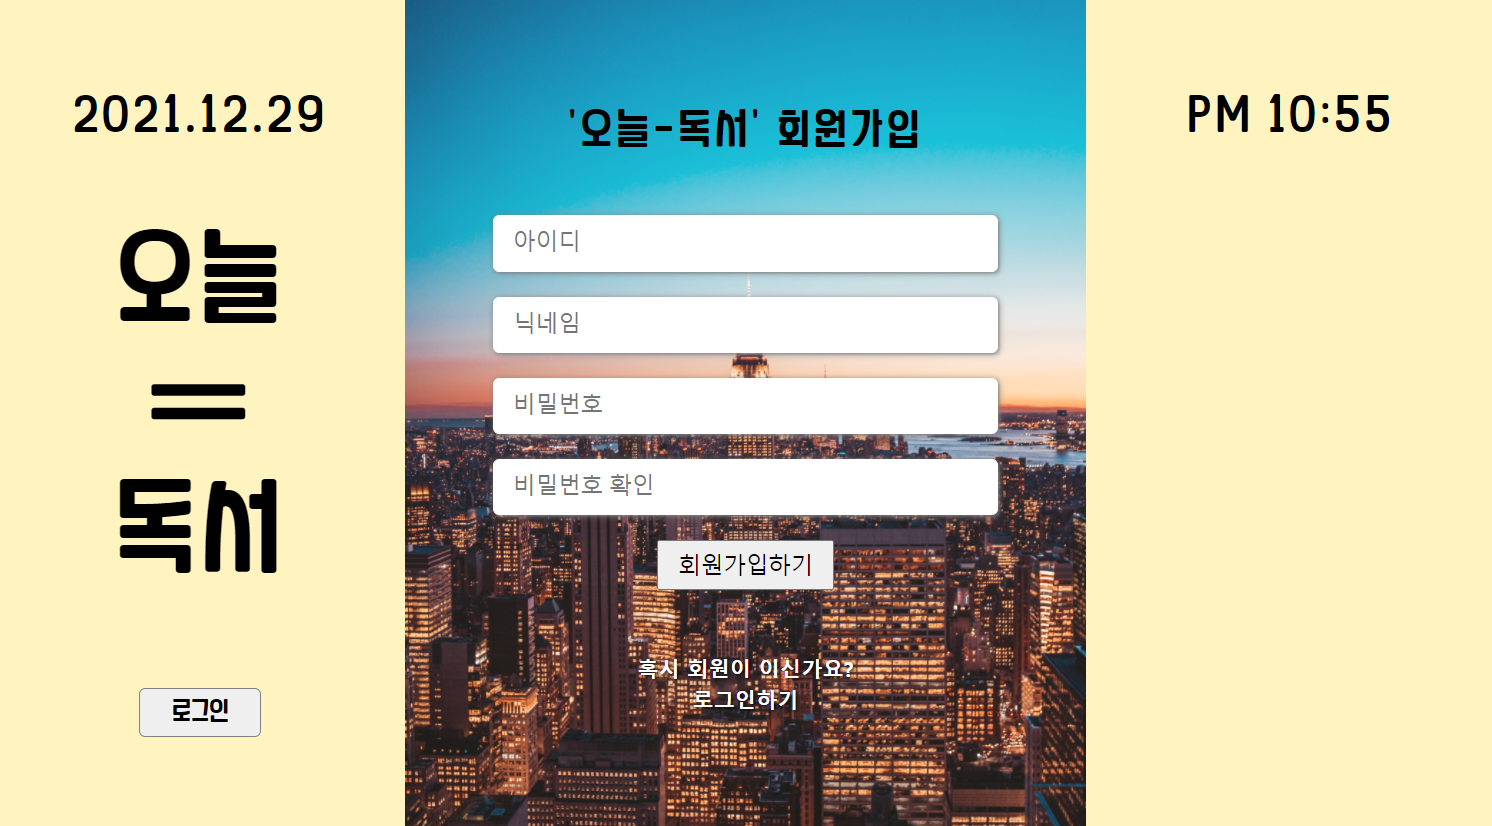 2021.12.29
오늘
=
독서
로그인
'오늘-독서' 회원가입
아이디
닉네임
비밀번호
비밀번호 확인
회원가입하기
혹시 회원이 이신가요?
로그인하기
PM 10:55